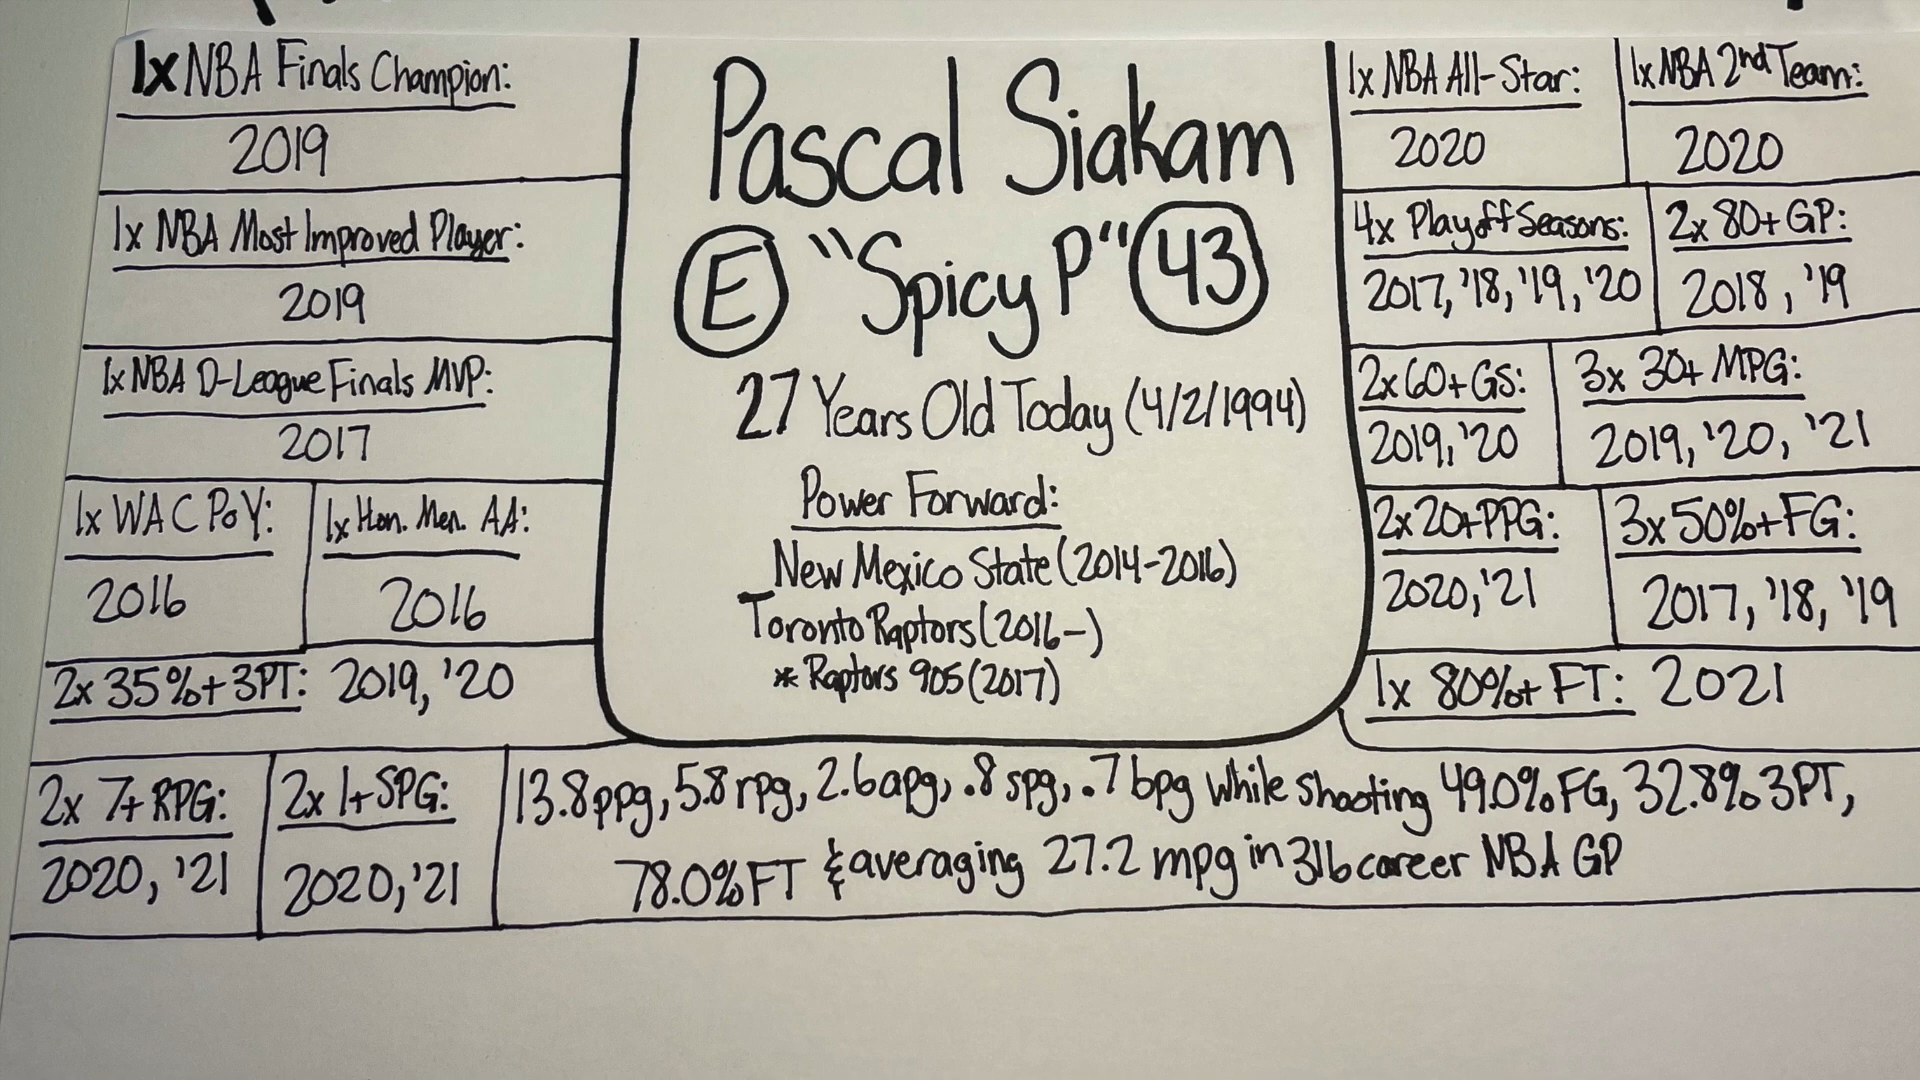 1x NBA Finals Champion:
2019
1x NBA Most Improved Player:
2019
1x NBA D-League Finals MVP:
2017
1x WAC PoY:
2016
1x Hon. Men. AA:
2016
2x 35%+ 3PT: 2019, '20
Pascal Siakam
E "Spicy P" 43
27 Years Old Today (4/2/1994)
Power Forward:
New Mexico State (2014-2016)
Toronto Raptors (2016-)
* Raptors 905 (2017)
1x NBA All-Star:
2020
1x NBA 2nd Team:
2020
4x Playoff Seasons:
2017, '18, '19, '20
2x 80+ GP:
2018, '19
2x 60+ GS:
2019, '20
3x 30+ MPG:
2019, '20, '21
2x 20+ PPG:
2020, '21
3x 50%+ FG:
2017, '18, '19
1x 80%+ FT: 2021
2x 7+ RPG:
2020, '21
2x 1+ SPG:
2020, '21
13.8 ppg, 5.8 rpg, 2.6 apg, .8 spg, .7 bpg while shooting 49.0% FG, 32.8% 3PT,
78.0% FT & averaging 27.2 mpg in 316 career NBA GP